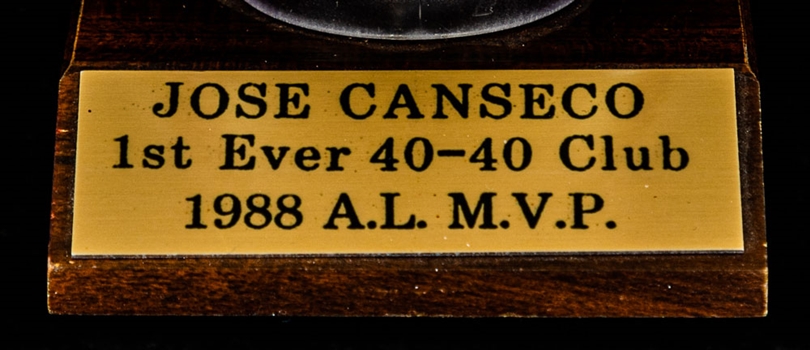 JOSE CANSECO
1st Ever 40-40 Club
1988 A.L. M.V.P.